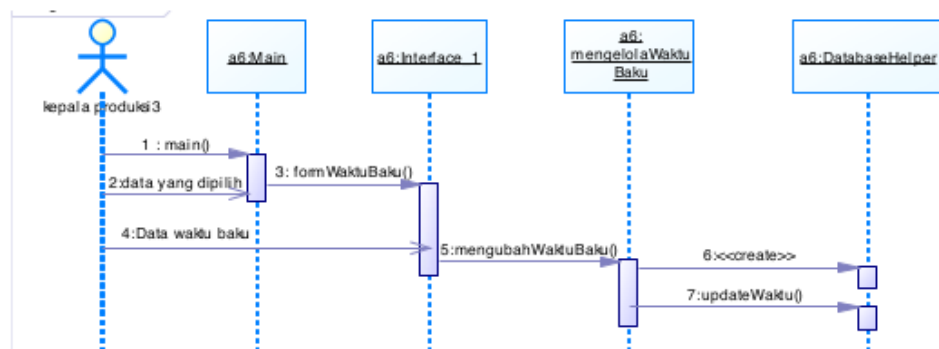 a6:Main
a6:Interface_1
a6:
mengelolaWaktu
Baku
a6:DatabaseHelper
kepala produksi3
1 : main()
2:data yang dipilih
3: formWaktuBaku()
4:Data waktu baku
5:mengubahWaktuBaku()
6:<<create>>
7:updateWaktu()